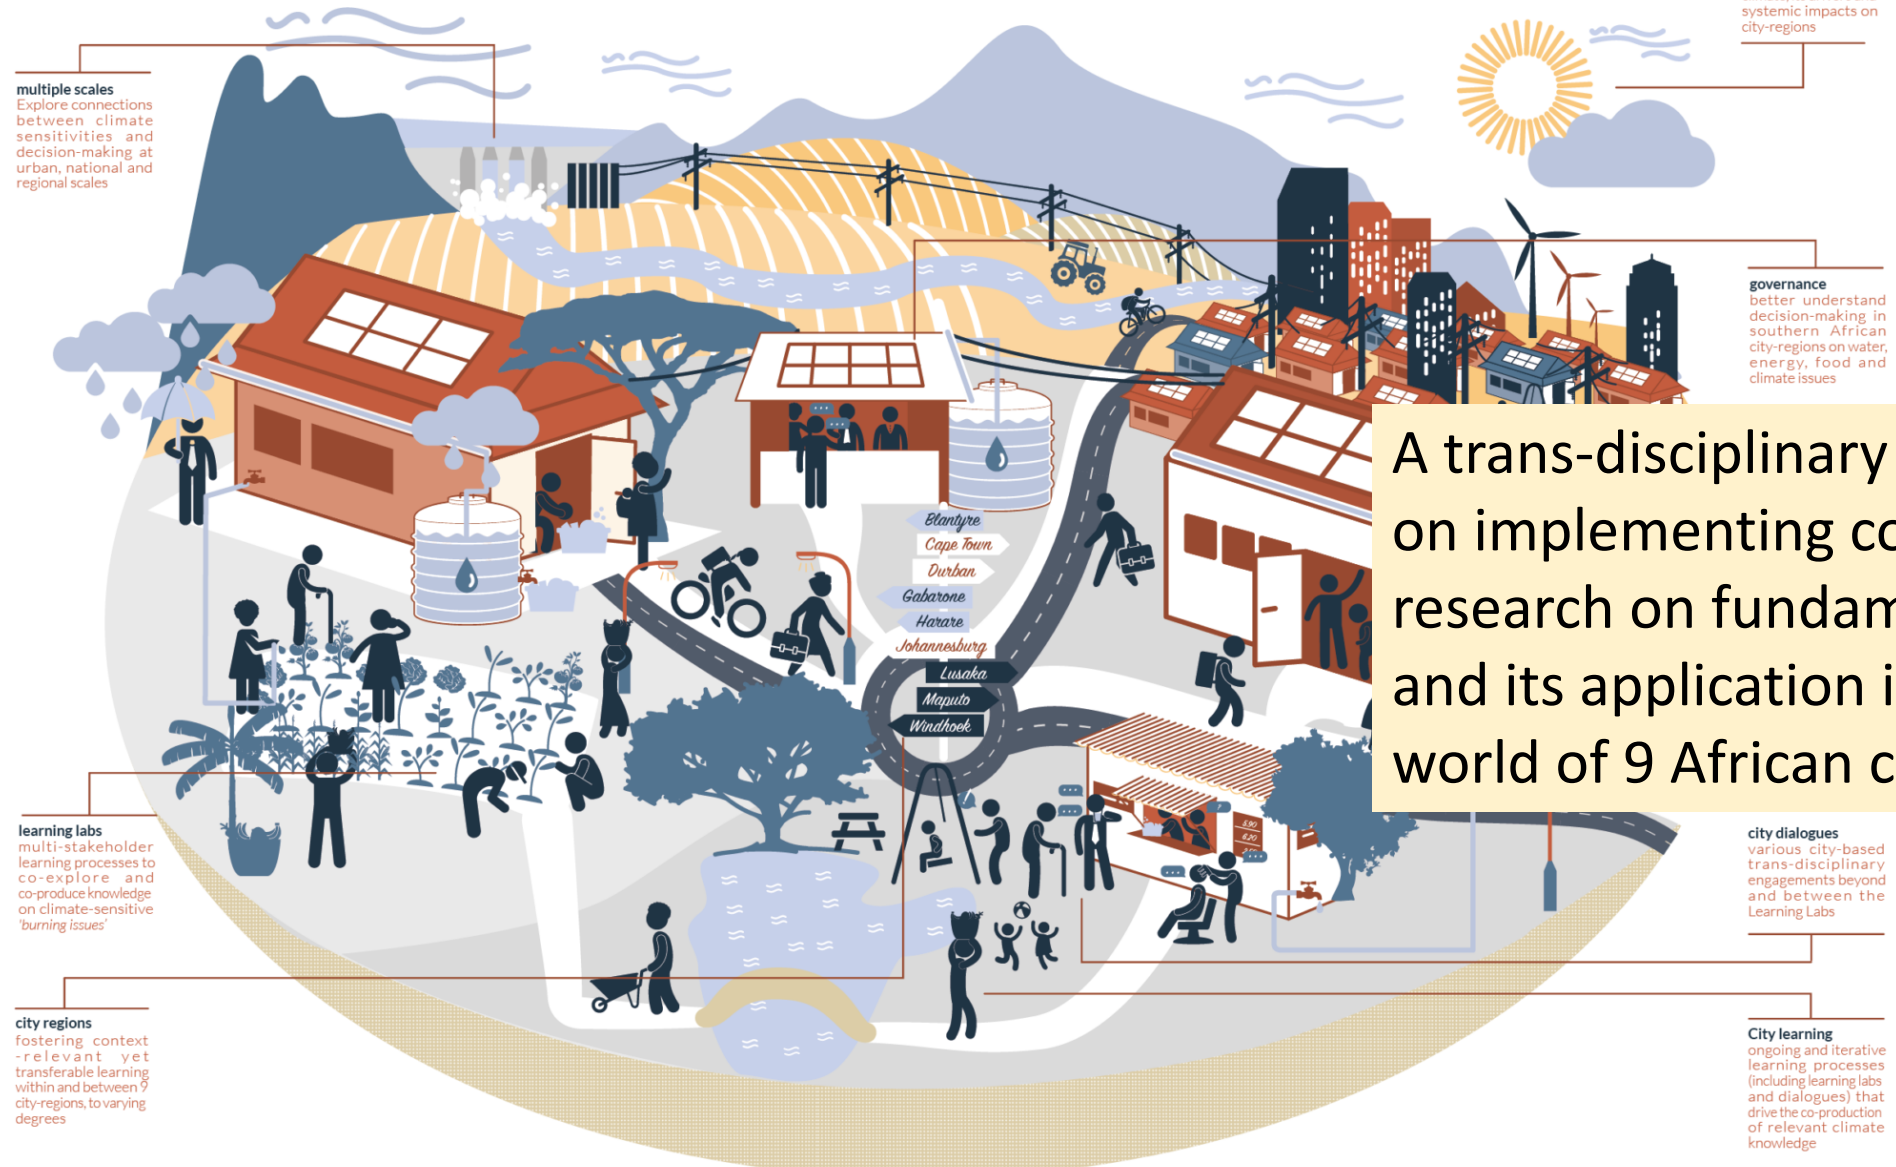 systemic impacts on
city-regions
multiple scales
Explore connections
between climate
sensitivities and
decision-making at
urban, national and
regional scales
governance
better understand
decision-making in
southern African
city-regions on water,
energy, food and
climate issues
A trans-disciplinary
on implementing
research on
and its application
world of 9 African
Blantyre
Cape Town
Durban
Gabarone
Harare
Johannesburg
Lusaka
Maputo
Windhoek
5.90
6.20
learning labs
multi-stakeholder
learning processes to
co-explore and
co-produce knowledge
on climate-sensitive
'burning issues'
city dialogues
various city-based
trans-disciplinary
engagements beyond
and between the
Learning Labs
city regions
fostering context
-relevant yet
transferable learning
within and between 9
city-regions, to varying
degrees
City learning
ongoing and iterative
learning processes
(including learning labs
and dialogues) that
drive the co-production
of relevant climate
knowledge